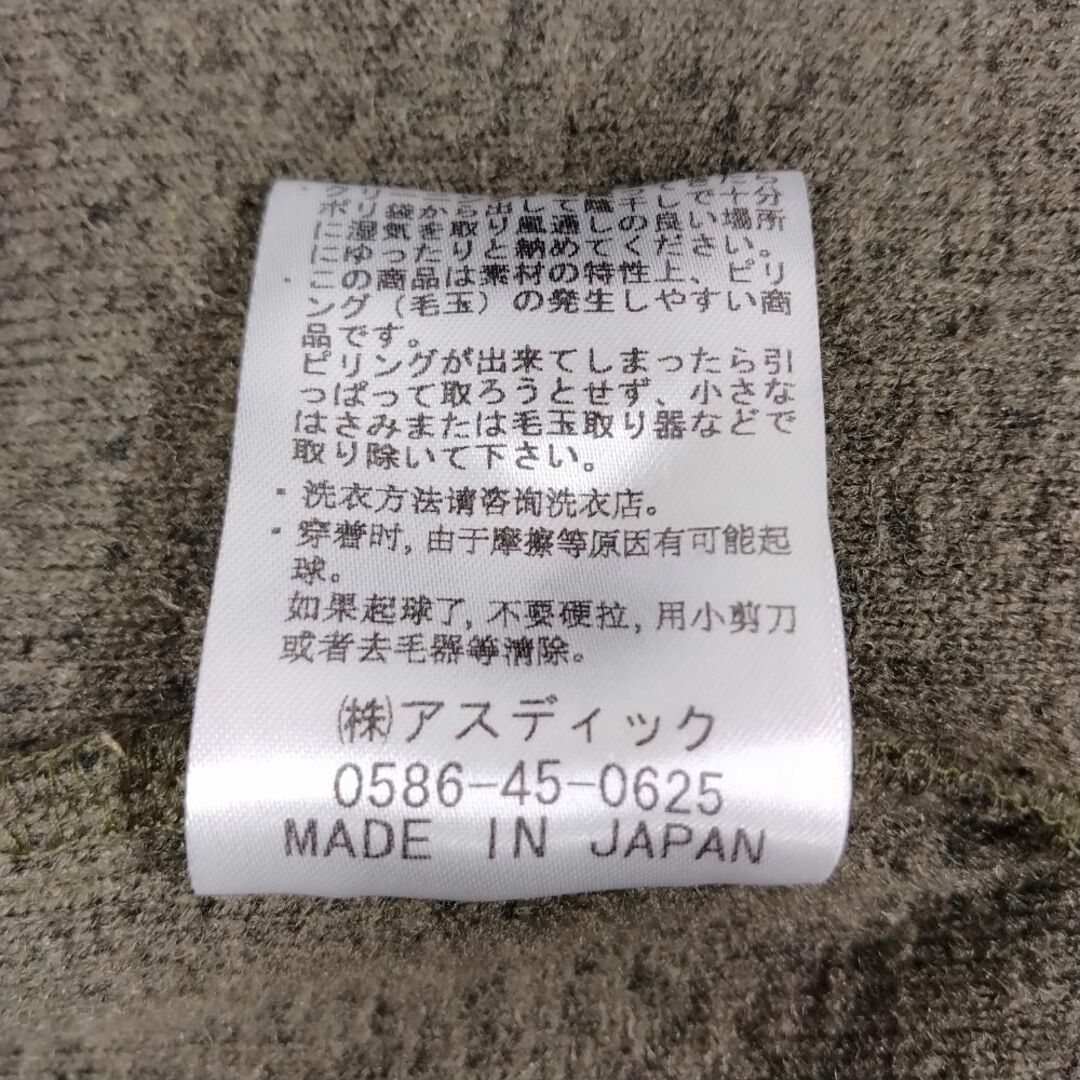 ポリ袋から出して陰干しで十分
に湿気を取り風通しの良い場所
にゆったりと納めてください。
・この商品は素材の特性上、ピリ
ング（毛玉）の発生しやすい商
品です。
ピリングが出来てしまったら引
っぱって取ろうとせず、小さな
はさみまたは毛玉取り器などで
取り除いて下さい。
・洗衣方法请咨询洗衣店。
・穿着时，由于摩擦等原因有可能起
球。
如果起球了，不要硬拉，用小剪刀
或者去毛器等清除。
㈱アスディック
0586-45-0625
MADE IN JAPAN